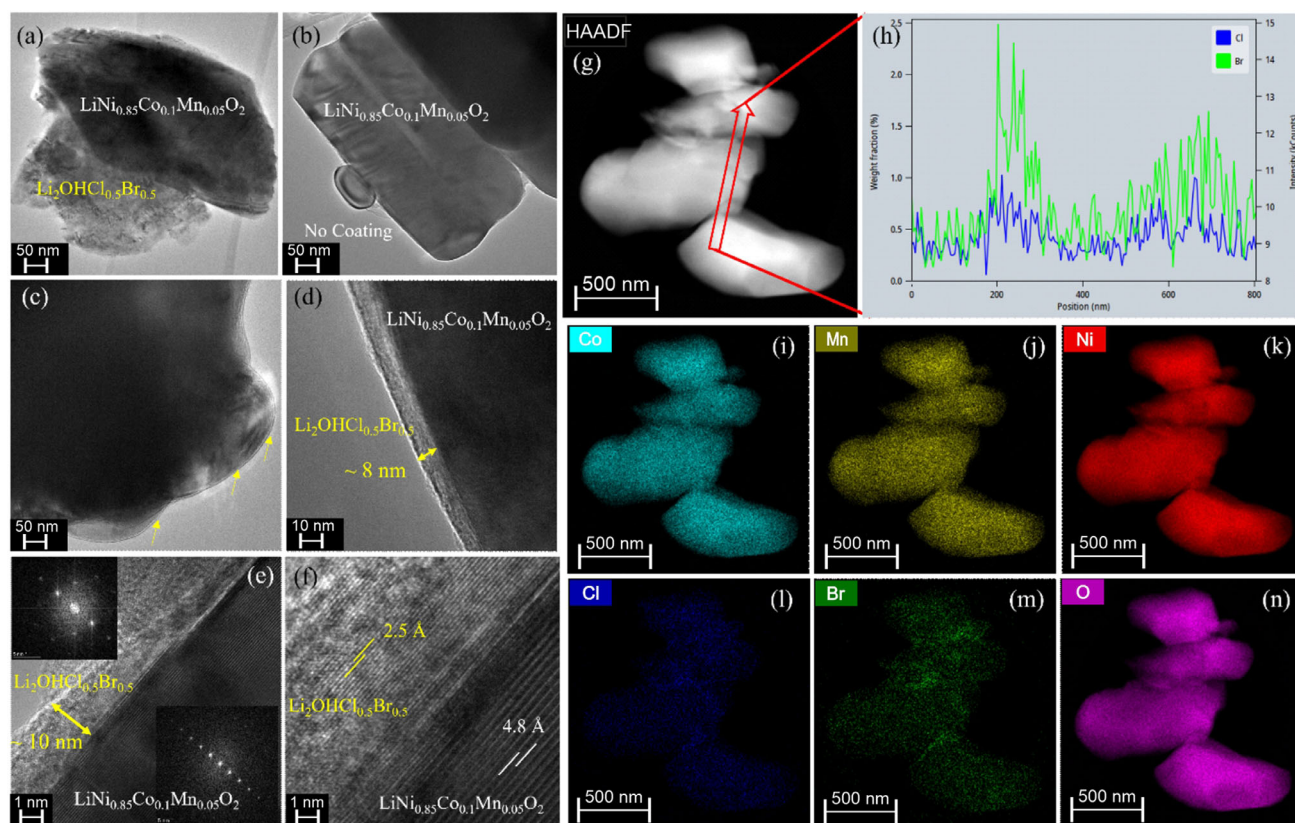 (a)
LiNi0.85Co0.1Mn0.05O2
Li2OHCl0.5Br0.5
50 nm
(b)
LiNi0.85Co0.1Mn0.05O2
No Coating
50 nm
(c)
50 nm
(d)
LiNi0.85Co0.1Mn0.05O2
Li2OHCl0.5Br0.5
~ 8 nm
10 nm
(e)
Li2OHCl0.5Br0.5
~ 10 nm
LiNi0.85Co0.1Mn0.05O2
1 nm
(f)
2.5 Å
Li2OHCl0.5Br0.5
4.8 Å
LiNi0.85Co0.1Mn0.05O2
1 nm
HAADF
(g)
500 nm
(h)
Cl
Br
Weight fraction (%)
2.5
2.0
1.5
1.0
0.5
0.0
0
200
400
600
800
Position (nm)
15
14
13
12
11
10
9
8
Intensity (kCounts)
Co
(i)
500 nm
Mn
(j)
500 nm
Ni
(k)
500 nm
Cl
(l)
500 nm
Br
(m)
500 nm
O
(n)
500 nm